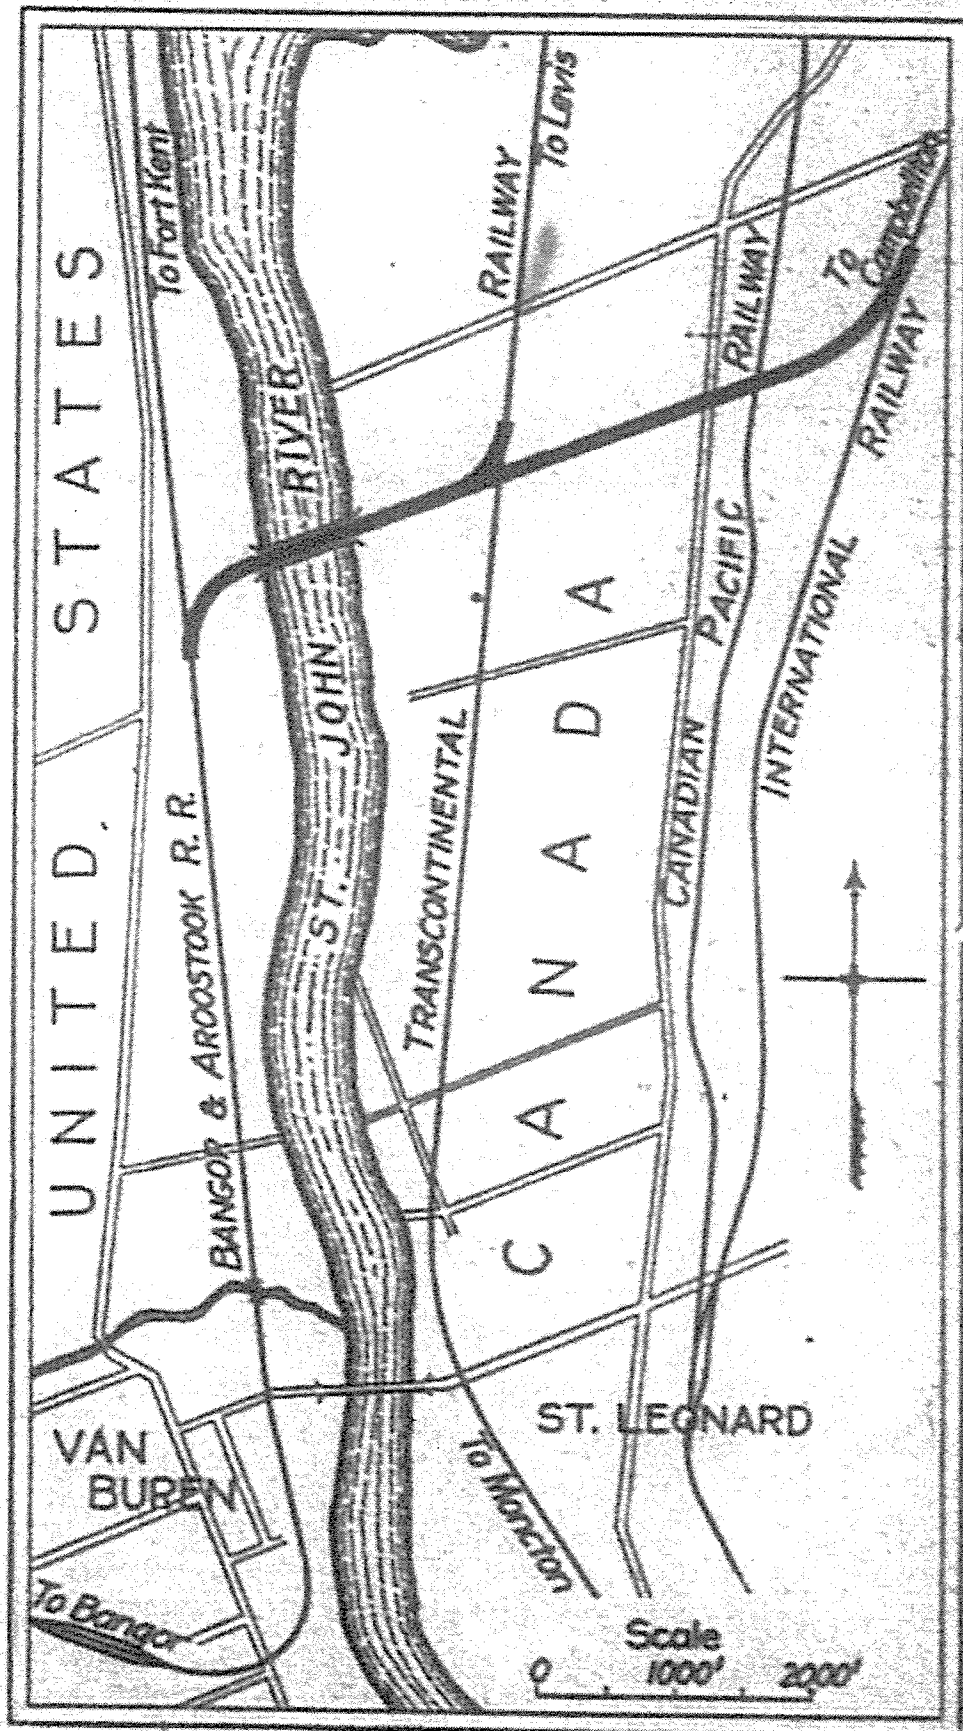 UNITED STATES
To Fort Kent
BANGOR & AROOSTOOK R. R.
VAN
BUREN
To Bangor
ST. JOHN RIVER
TRANSCONTINENTAL RAILWAY
To Levis
To Moncton
CANADA
CANADIAN PACIFIC RAILWAY
INTERNATIONAL RAILWAY
To
Campbellton
ST. LEONARD
Scale
0 1000' 2000'